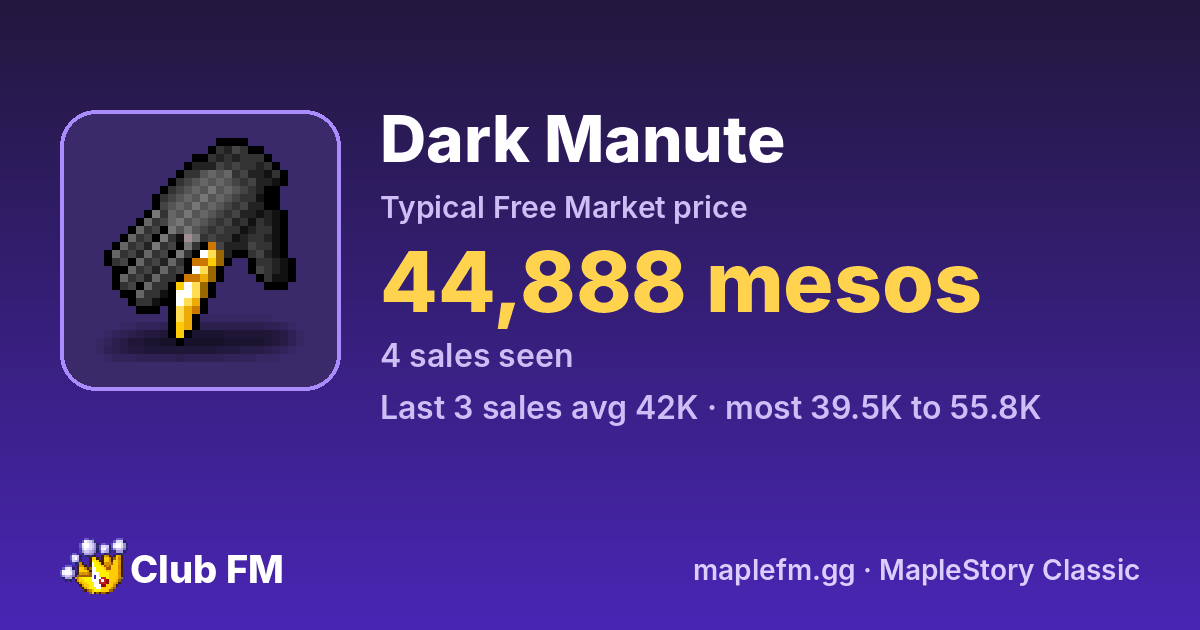 Dark Manute
Typical Free Market price
44,888 mesos
4 sales seen
Last 3 sales avg 42K · most 39.5K to 55.8K
Club FM
maplefm.gg · MapleStory Classic